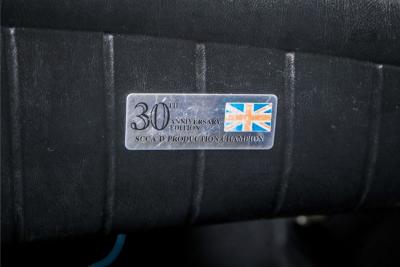 30TH
ANNIVERSARY
EDITION
SCCA D PRODUCTION CHAMPION